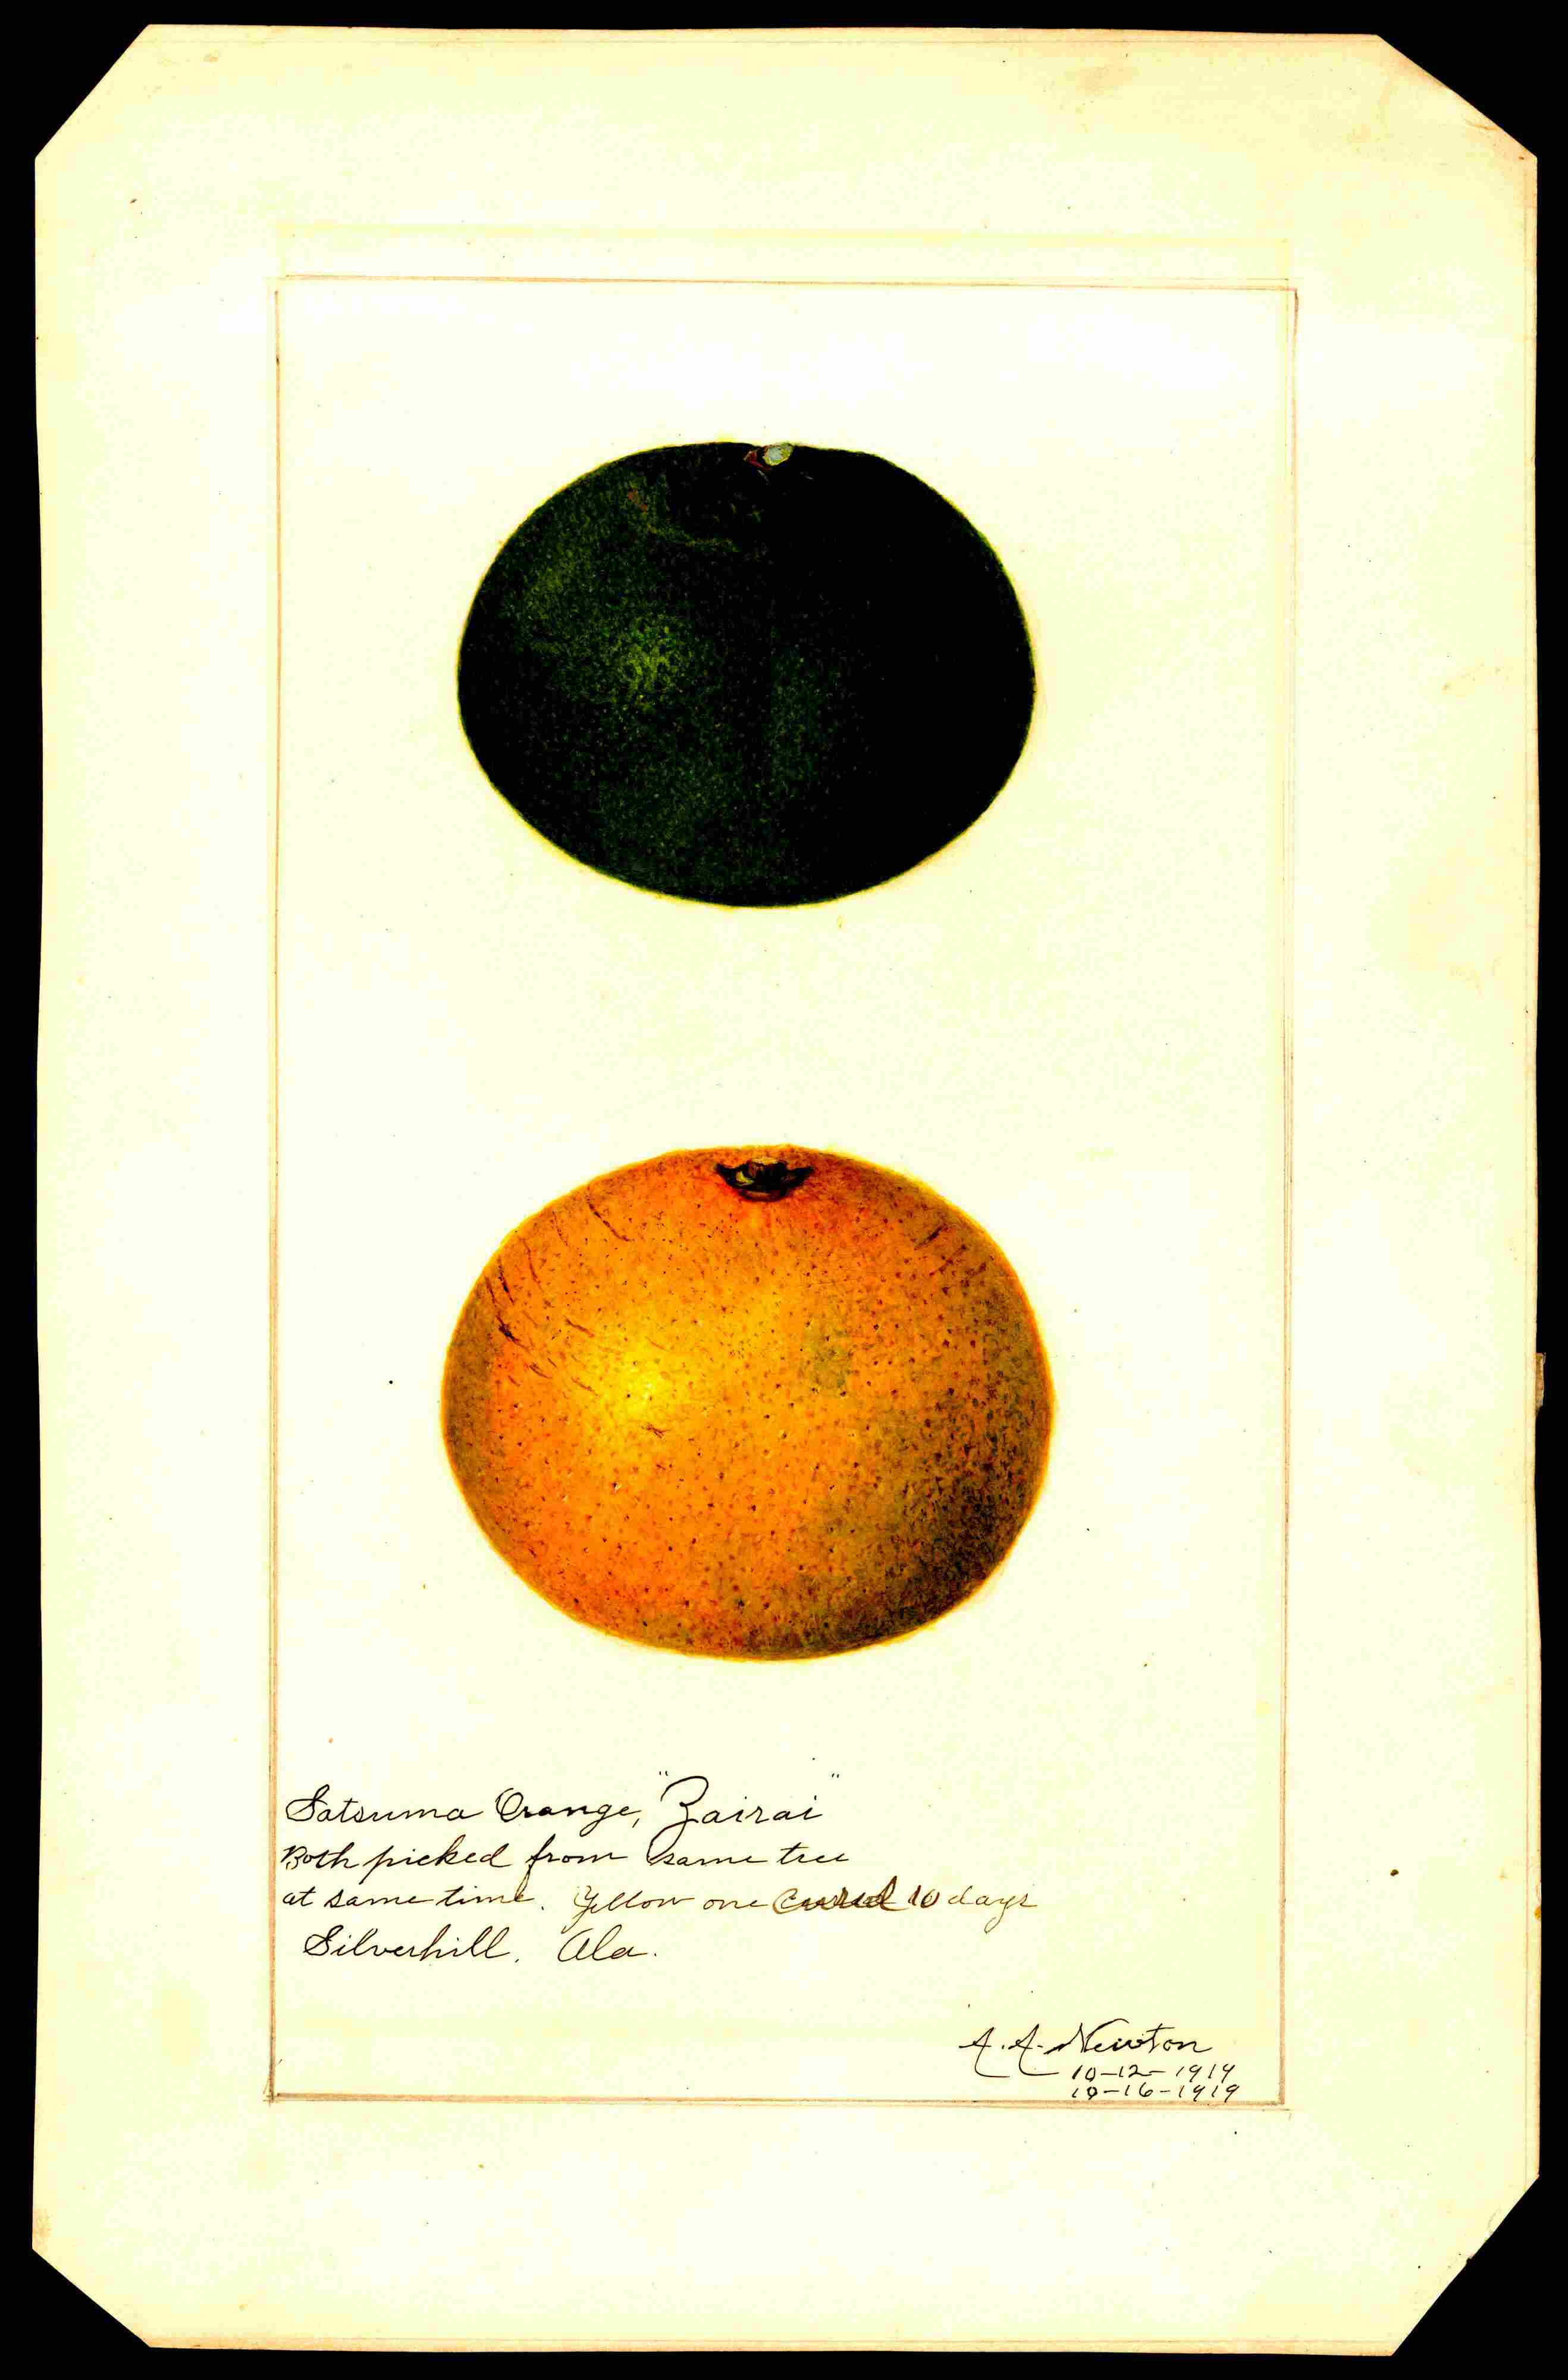 Satsuma Orange, "Zairai"
Both picked from same tree
at same time. Yellow one Cured 10 days
Silverhill. Ala.
A. A. Newton
10-12-1919
10-16-1919